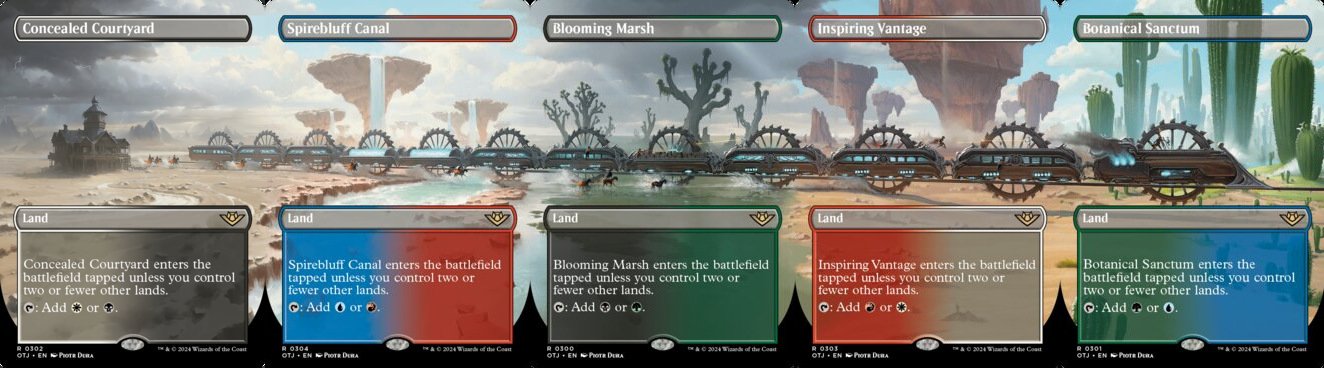 Concealed Courtyard
Land
Concealed Courtyard enters the
battlefield tapped unless you control
two or fewer other lands.
: Add or .
R 0302
OTJ • EN Piotr Dura
™ & © 2024 Wizards of the Coast
Spirebluff Canal
Land
Spirebluff Canal enters the battlefield
tapped unless you control two or
fewer other lands.
: Add or .
R 0304
OTJ • EN Piotr Dura
™ & © 2024 Wizards of the Coast
Blooming Marsh
Land
Blooming Marsh enters the battlefield
tapped unless you control two or
fewer other lands.
: Add or .
R 0300
OTJ • EN Piotr Dura
™ & © 2024 Wizards of the Coast
Inspiring Vantage
Land
Inspiring Vantage enters the battlefield
tapped unless you control two or
fewer other lands.
: Add or .
R 0303
OTJ • EN Piotr Dura
™ & © 2024 Wizards of the Coast
Botanical Sanctum
Land
Botanical Sanctum enters the
battlefield tapped unless you control
two or fewer other lands.
: Add or .
R 0301
OTJ • EN Piotr Dura
™ & © 2024 Wizards of the Coast